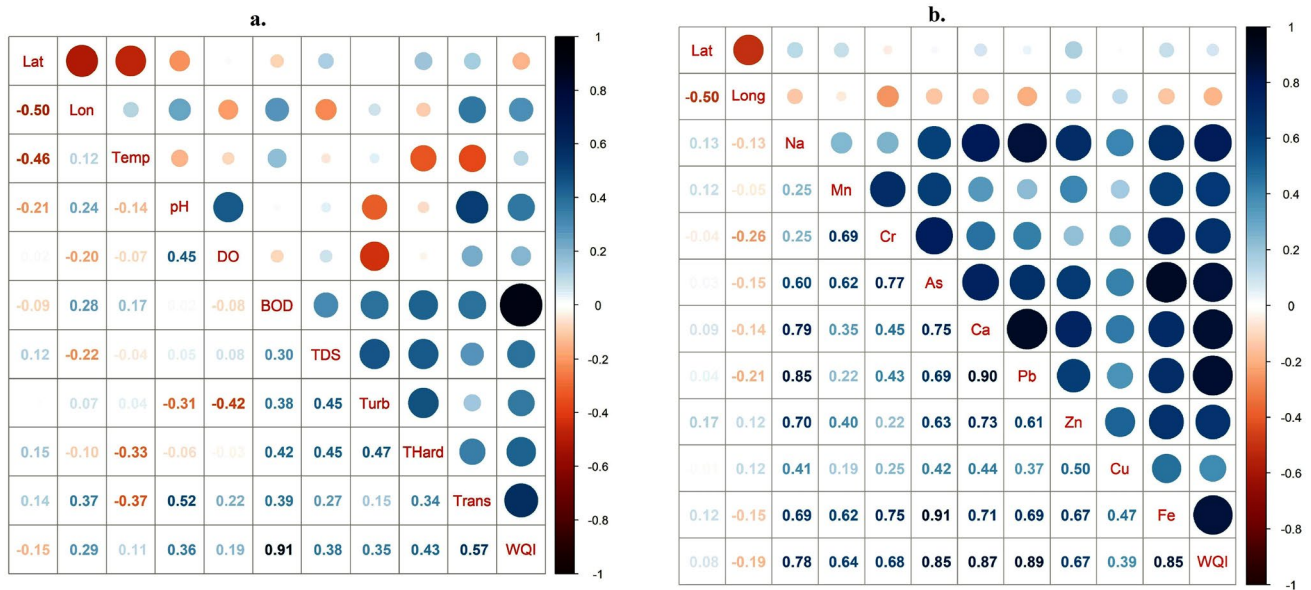 a.
Lat
-0.50 Lon
-0.46 0.12 Temp
-0.21 0.24 -0.14 pH
-0.20 -0.07 0.45 DO
-0.09 0.28 0.17 -0.08 BOD
0.12 -0.22 -0.04 0.05 0.08 0.30 TDS
0.07 0.04 -0.31 -0.42 0.38 0.45 Turb
0.15 -0.10 -0.33 -0.06 -0.03 0.42 0.45 0.47 THard
0.14 0.37 -0.37 0.52 0.22 0.39 0.27 0.15 0.34 Trans
-0.15 0.29 0.11 0.36 0.19 0.91 0.38 0.35 0.43 0.57 WQI
1
0.8
0.6
0.4
0.2
0
-0.2
-0.4
-0.6
-0.8
-1
b.
Lat
-0.50 Long
0.13 -0.13 Na
0.12 -0.05 0.25 Mn
-0.04 -0.26 0.25 0.69 Cr
-0.15 0.60 0.62 0.77 As
0.09 -0.14 0.79 0.35 0.45 0.75 Ca
0.04 -0.21 0.85 0.22 0.43 0.69 0.90 Pb
0.17 0.12 0.70 0.40 0.22 0.63 0.73 0.61 Zn
0.12 0.41 0.19 0.25 0.42 0.44 0.37 0.50 Cu
0.12 -0.15 0.69 0.62 0.75 0.91 0.71 0.69 0.67 0.47 Fe
0.08 -0.19 0.78 0.64 0.68 0.85 0.87 0.89 0.67 0.39 0.85 WQI
1
0.8
0.6
0.4
0.2
0
-0.2
-0.4
-0.6
-0.8
-1